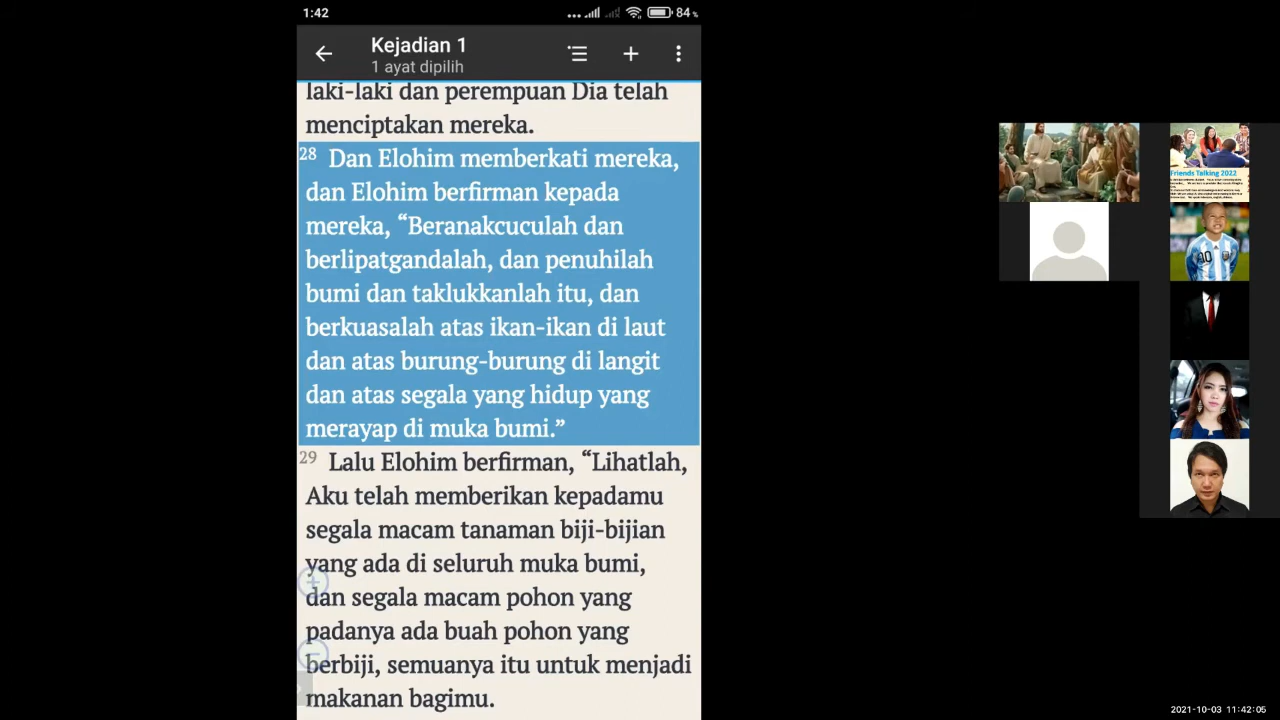 1:42
84%
Kejadian 1
1 ayat dipilih
laki-laki dan perempuan Dia telah
menciptakan mereka.
28 Dan Elohim memberkati mereka,
dan Elohim berfirman kepada
mereka, “Beranakcuculah dan
berlipatgandalah, dan penuhilah
bumi dan taklukkanlah itu, dan
berkuasalah atas ikan-ikan di laut
dan atas burung-burung di langit
dan atas segala yang hidup yang
merayap di muka bumi.”
29 Lalu Elohim berfirman, “Lihatlah,
Aku telah memberikan kepadamu
segala macam tanaman biji-bijian
yang ada di seluruh muka bumi,
dan segala macam pohon yang
padanya ada buah pohon yang
berbiji, semuanya itu untuk menjadi
makanan bagimu.
Friends Talking 2022
10
2021-10-03 11:42:05